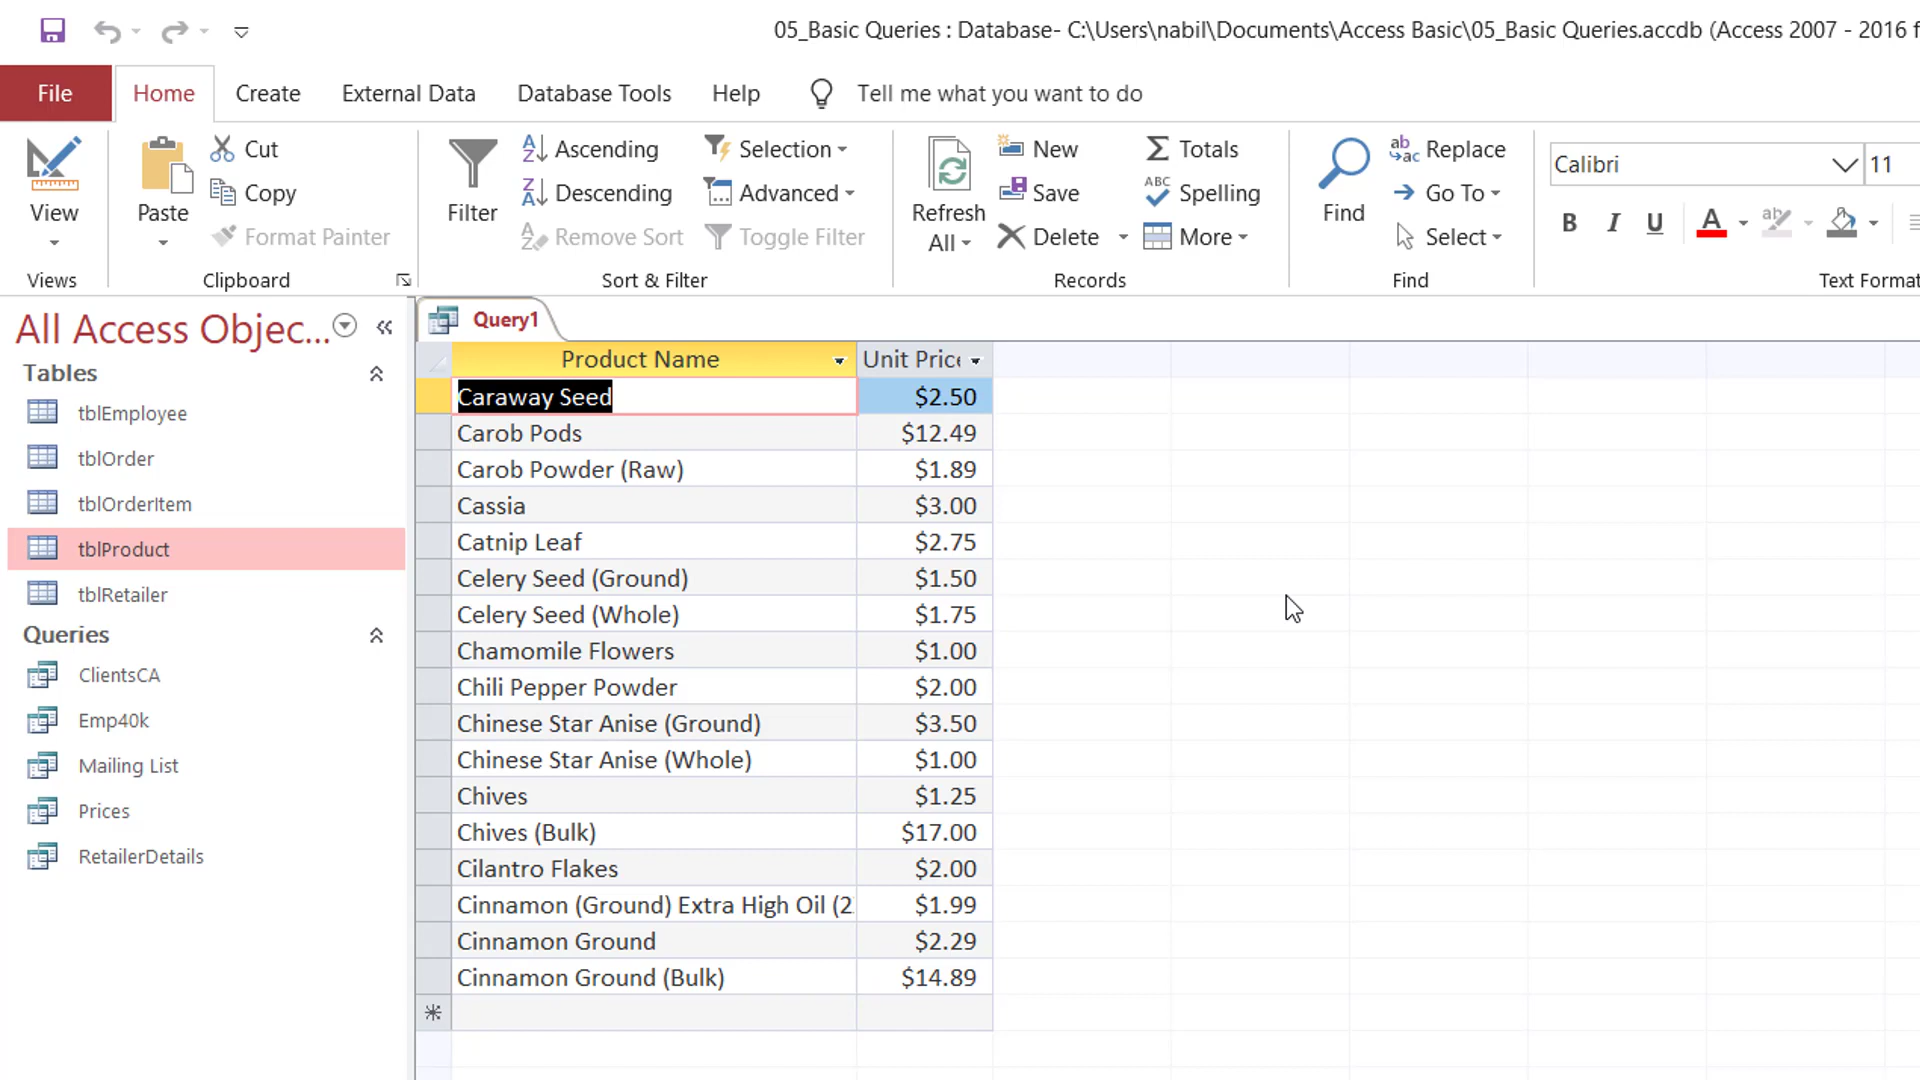 05_Basic Queries : Database- C:\Users\nabil\Documents\Access Basic\05_Basic Queries.accdb (Access 2007 - 2016 f
File Home Create External Data Database Tools Help Tell me what you want to do
View
Views
Paste
Cut
Copy
Format Painter
Clipboard
Filter
Ascending
Descending
Remove Sort
Selection
Advanced
Toggle Filter
Sort & Filter
Refresh
All
New
Save
Delete
Totals
Spelling
More
Records
Find
Replace
Go To
Select
Find
Calibri 11
B I U A
Text Format
All Access Objec...
Tables
tblEmployee
tblOrder
tblOrderItem
tblProduct
tblRetailer
Queries
ClientsCA
Emp40k
Mailing List
Prices
RetailerDetails
Query1
Product Name Unit Price
Caraway Seed $2.50
Carob Pods $12.49
Carob Powder (Raw) $1.89
Cassia $3.00
Catnip Leaf $2.75
Celery Seed (Ground) $1.50
Celery Seed (Whole) $1.75
Chamomile Flowers $1.00
Chili Pepper Powder $2.00
Chinese Star Anise (Ground) $3.50
Chinese Star Anise (Whole) $1.00
Chives $1.25
Chives (Bulk) $17.00
Cilantro Flakes $2.00
Cinnamon (Ground) Extra High Oil (2 $1.99
Cinnamon Ground $2.29
Cinnamon Ground (Bulk) $14.89